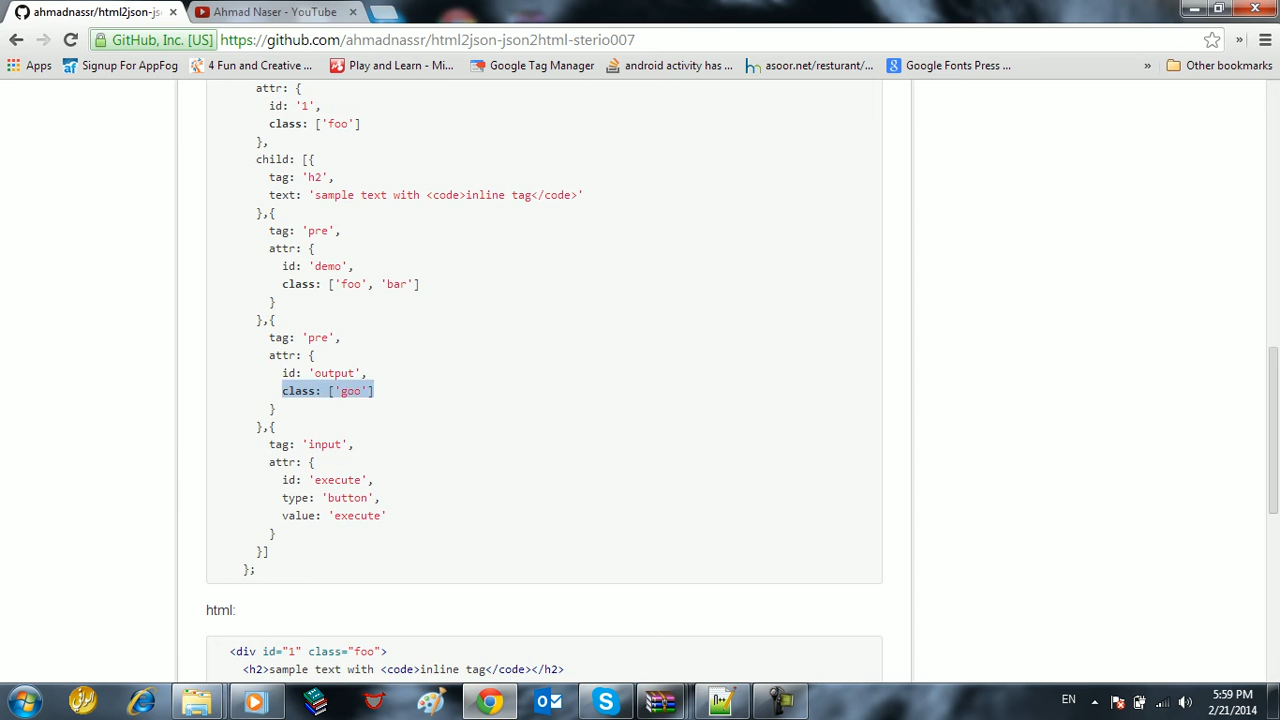 ahmadnassr/html2json-js
Ahmad Naser - YouTube
GitHub, Inc. [US]
https://github.com/ahmadnassr/html2json-json2html-sterio007
»
Apps
Signup For AppFog
4 Fun and Creative ...
Play and Learn - Mi...
Google Tag Manager
android activity has ...
asoor.net/resturant/...
Google Fonts Press ...
»
Other bookmarks
attr: {
id: '1',
class: ['foo']
},
child: [{
tag: 'h2',
text: 'sample text with <code>inline tag</code>'
},{
tag: 'pre',
attr: {
id: 'demo',
class: ['foo', 'bar']
}
},{
tag: 'pre',
attr: {
id: 'output',
class: ['goo']
}
},{
tag: 'input',
attr: {
id: 'execute',
type: 'button',
value: 'execute'
}
}]
};
html:
<div id="1" class="foo">
<h2>sample text with <code>inline tag</code></h2>
EN
5:59 PM
2/21/2014